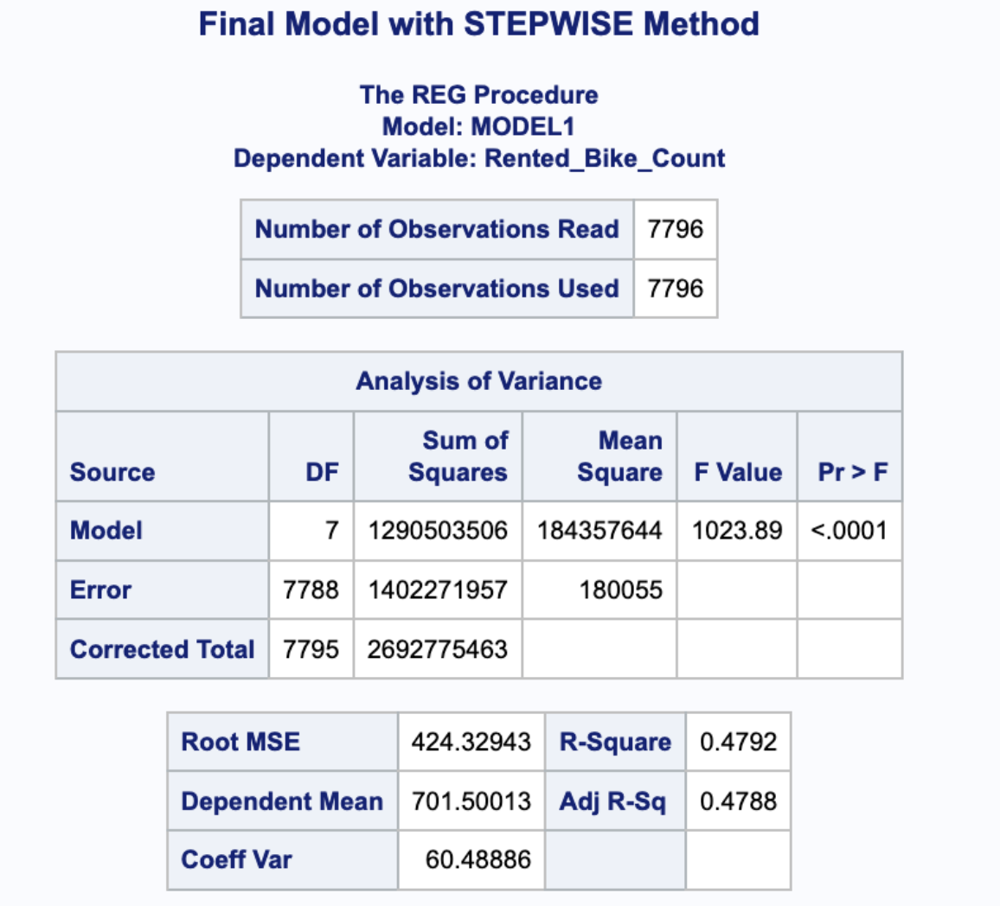 Final Model with STEPWISE Method
The REG Procedure
Model: MODEL1
Dependent Variable: Rented_Bike_Count
Number of Observations Read 7796
Number of Observations Used 7796
Analysis of Variance
Source DF Sum of Squares Mean Square F Value Pr > F
Model 7 1290503506 184357644 1023.89 <.0001
Error 7788 1402271957 180055
Corrected Total 7795 2692775463
Root MSE 424.32943 R-Square 0.4792
Dependent Mean 701.50013 Adj R-Sq 0.4788
Coeff Var 60.48886